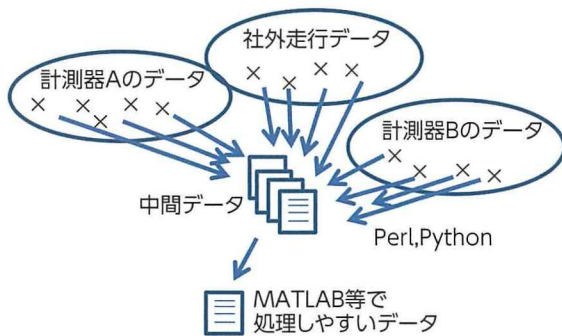 社外走行データ
計測器Aのデータ
計測器Bのデータ
中間データ
Perl,Python
MATLAB等で
処理しやすいデータ